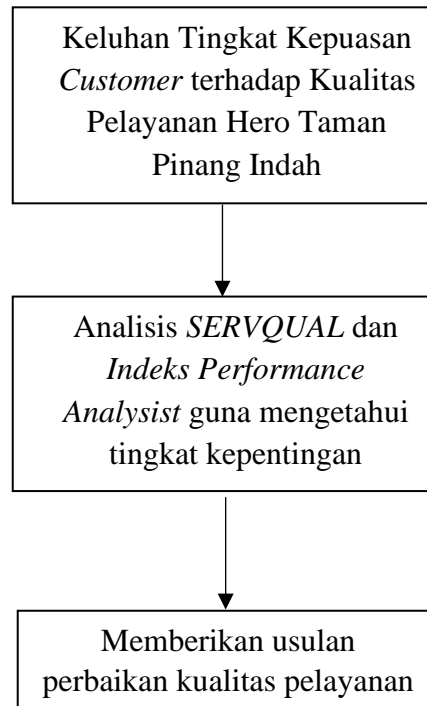 Keluhan Tingkat Kepuasan
Customer terhadap Kualitas
Pelayanan Hero Taman
Pinang Indah
Analisis SERVQUAL dan
Indeks Performance
Analysist guna mengetahui
tingkat kepentingan
Memberikan usulan
perbaikan kualitas pelayanan